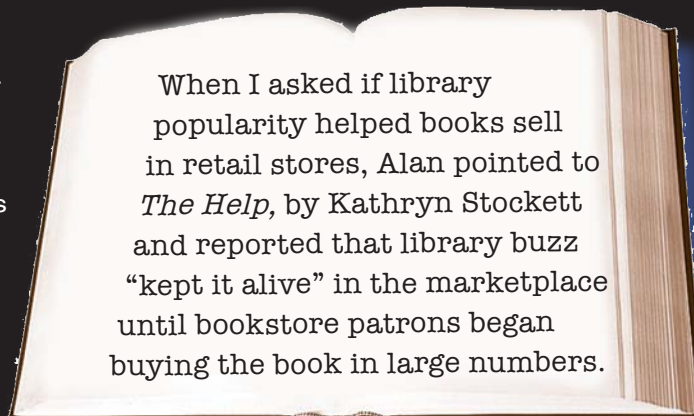 When I asked if library
popularity helped books sell
in retail stores, Alan pointed to
The Help, by Kathryn Stockett
and reported that library buzz
“kept it alive” in the marketplace
until bookstore patrons began
buying the book in large numbers.